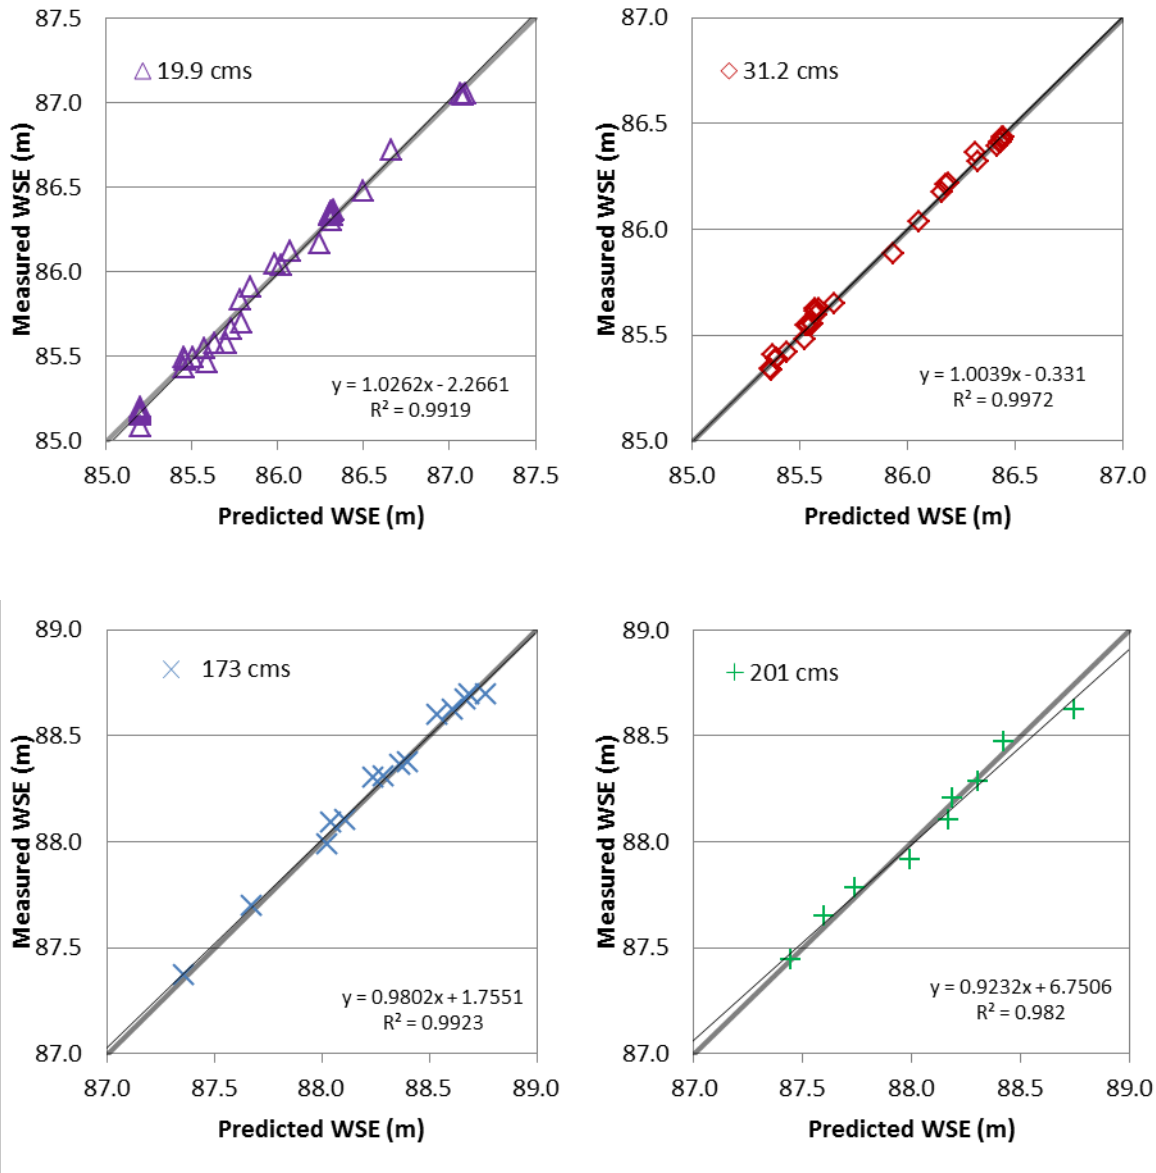 87.5
87.0
86.5
86.0
85.5
85.0
Measured WSE (m)
19.9 cms
y = 1.0262x - 2.2661
R² = 0.9919
85.0 85.5 86.0 86.5 87.0 87.5
Predicted WSE (m)
87.0
86.5
86.0
85.5
85.0
Measured WSE (m)
31.2 cms
y = 1.0039x - 0.331
R² = 0.9972
85.0 85.5 86.0 86.5 87.0
Predicted WSE (m)
89.0
88.5
88.0
87.5
87.0
Measured WSE (m)
173 cms
y = 0.9802x + 1.7551
R² = 0.9923
87.0 87.5 88.0 88.5 89.0
Predicted WSE (m)
89.0
88.5
88.0
87.5
87.0
Measured WSE (m)
201 cms
y = 0.9232x + 6.7506
R² = 0.982
87.0 87.5 88.0 88.5 89.0
Predicted WSE (m)